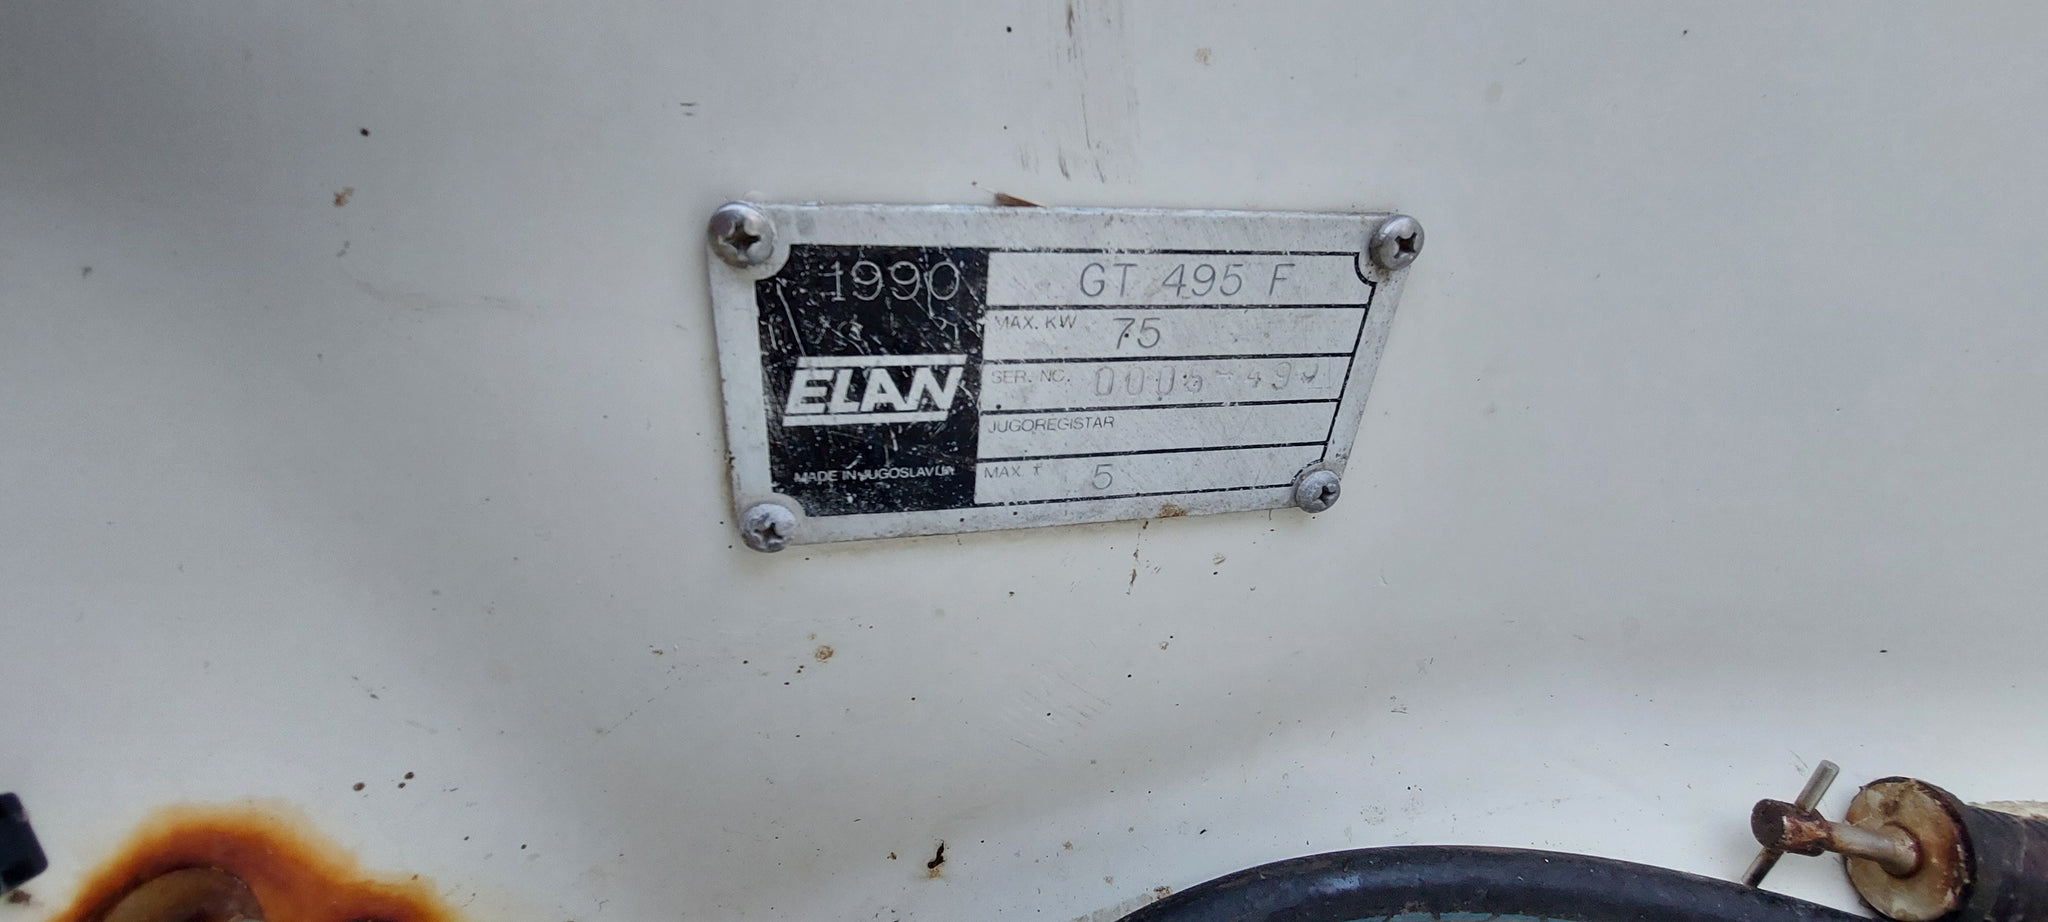 1990
GT 495 F
MAX. KW 75
ELAN
SER. NO.
JUGOREGISTAR
MADE IN JUGOSLAVIJA
MAX. T 5